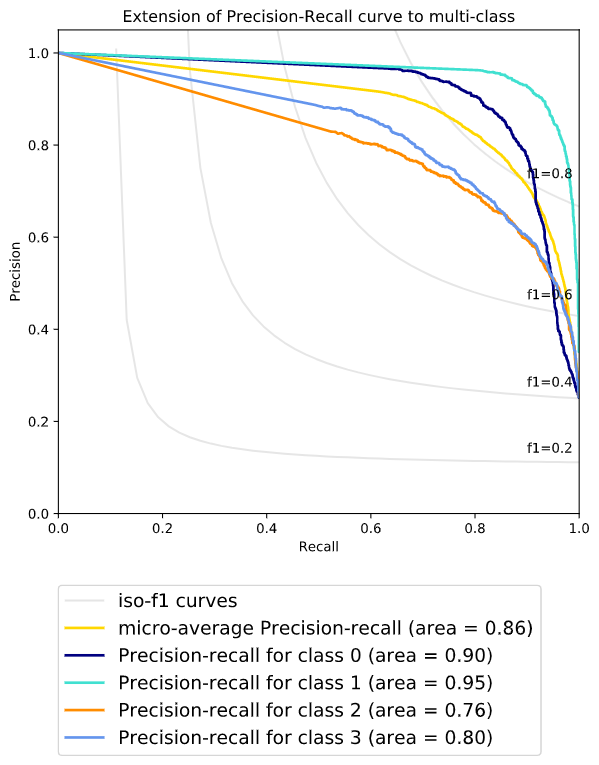 Extension of Precision-Recall curve to multi-class
1.0
0.8
f1=0.8
0.6
Precision
f1=0.6
0.4
f1=0.4
0.2
f1=0.2
0.0
0.0 0.2 0.4 0.6 0.8 1.0
Recall
iso-f1 curves
micro-average Precision-recall (area = 0.86)
Precision-recall for class 0 (area = 0.90)
Precision-recall for class 1 (area = 0.95)
Precision-recall for class 2 (area = 0.76)
Precision-recall for class 3 (area = 0.80)